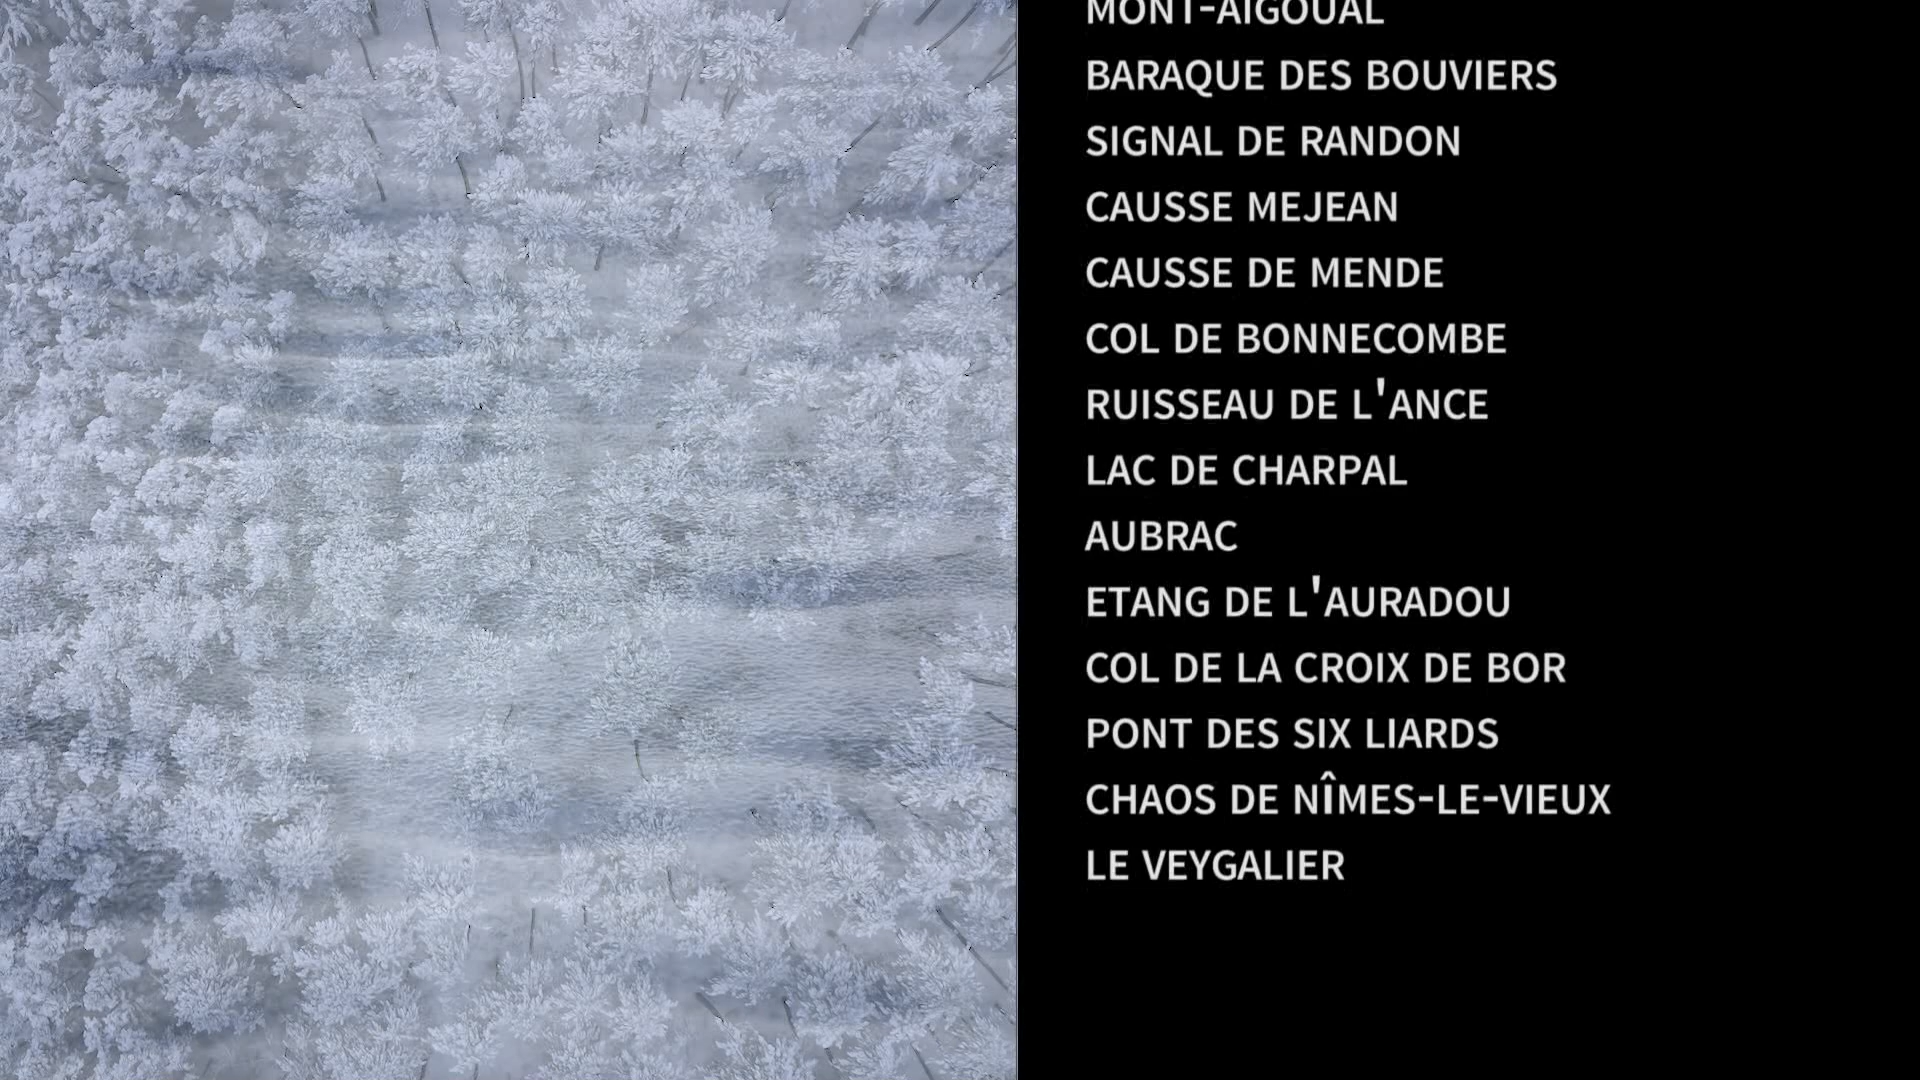 MONT-AIGOUAL
BARAQUE DES BOUVIERS
SIGNAL DE RANDON
CAUSSE MEJEAN
CAUSSE DE MENDE
COL DE BONNECOMBE
RUISSEAU DE L'ANCE
LAC DE CHARPAL
AUBRAC
ETANG DE L'AURADOU
COL DE LA CROIX DE BOR
PONT DES SIX LIARDS
CHAOS DE NÎMES-LE-VIEUX
LE VEYGALIER